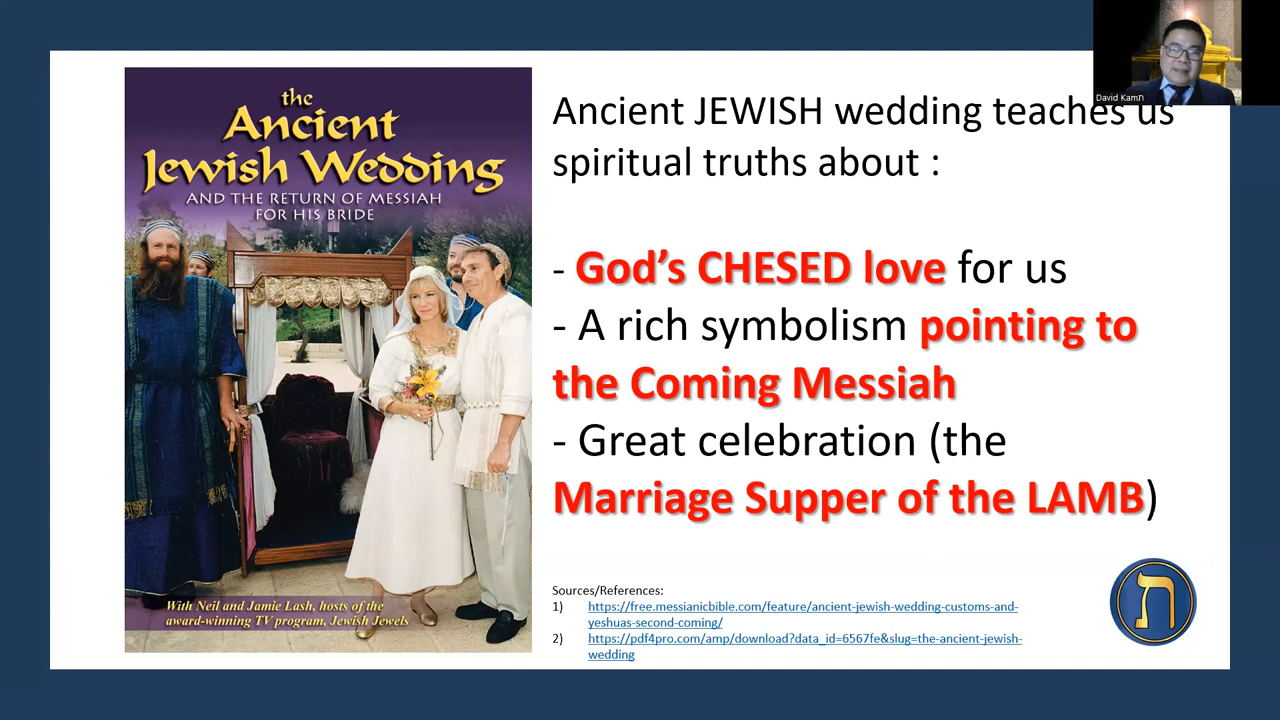 the
Ancient
Jewish Wedding
AND THE RETURN OF MESSIAH
FOR HIS BRIDE
With Neil and Jamie Lash, hosts of the
award-winning TV program, Jewish Jewels
David Kamת
Ancient JEWISH wedding teaches us
spiritual truths about :
- God's CHESED love for us
- A rich symbolism pointing to
the Coming Messiah
- Great celebration (the
Marriage Supper of the LAMB)
Sources/References:
1) https://free.messianicbible.com/feature/ancient-jewish-wedding-customs-and-
yeshuas-second-coming/
2) https://pdf4pro.com/amp/download?data_id=6567fe&slug=the-ancient-jewish-
wedding
ת